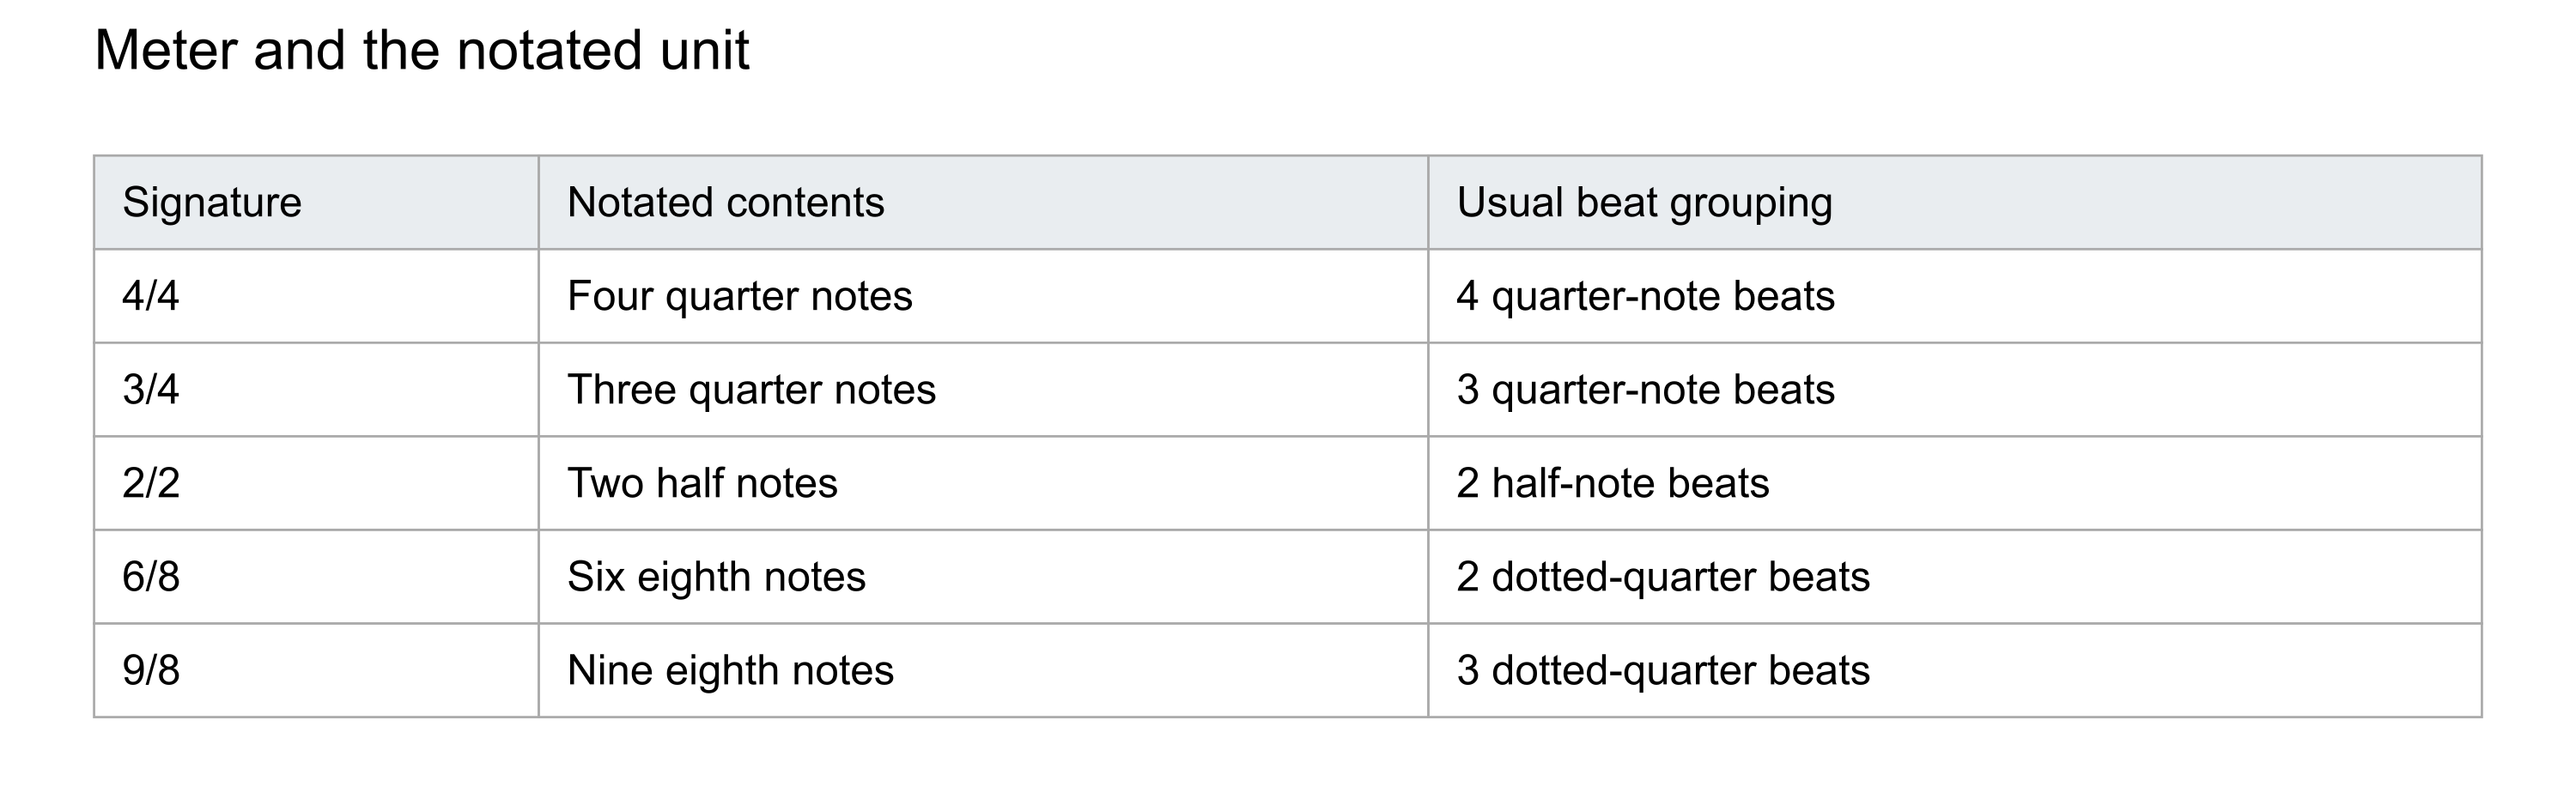 Meter and the notated unit
Signature Notated contents Usual beat grouping
4/4 Four quarter notes 4 quarter-note beats
3/4 Three quarter notes 3 quarter-note beats
2/2 Two half notes 2 half-note beats
6/8 Six eighth notes 2 dotted-quarter beats
9/8 Nine eighth notes 3 dotted-quarter beats